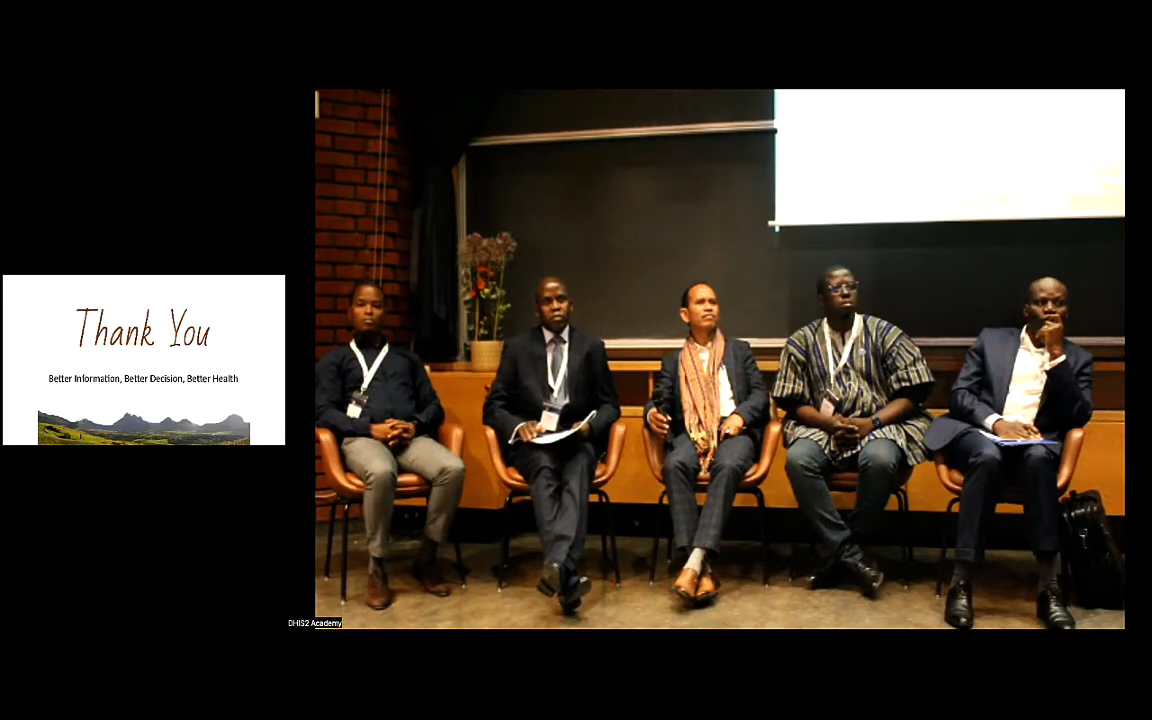 Thank You
Better Information, Better Decision, Better Health
DHIS2 Academy